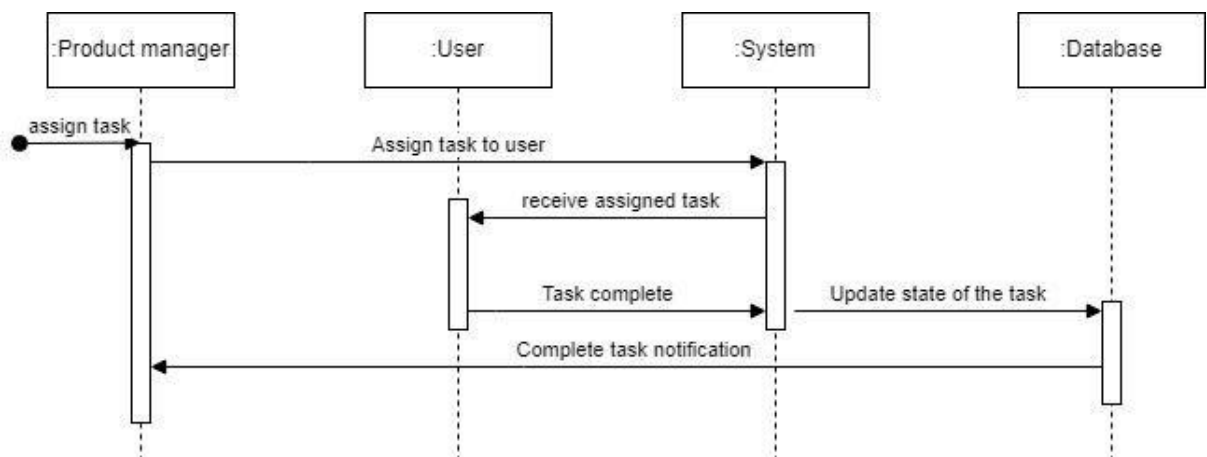 :Product manager
:User
:System
:Database
assign task
Assign task to user
receive assigned task
Task complete
Update state of the task
Complete task notification